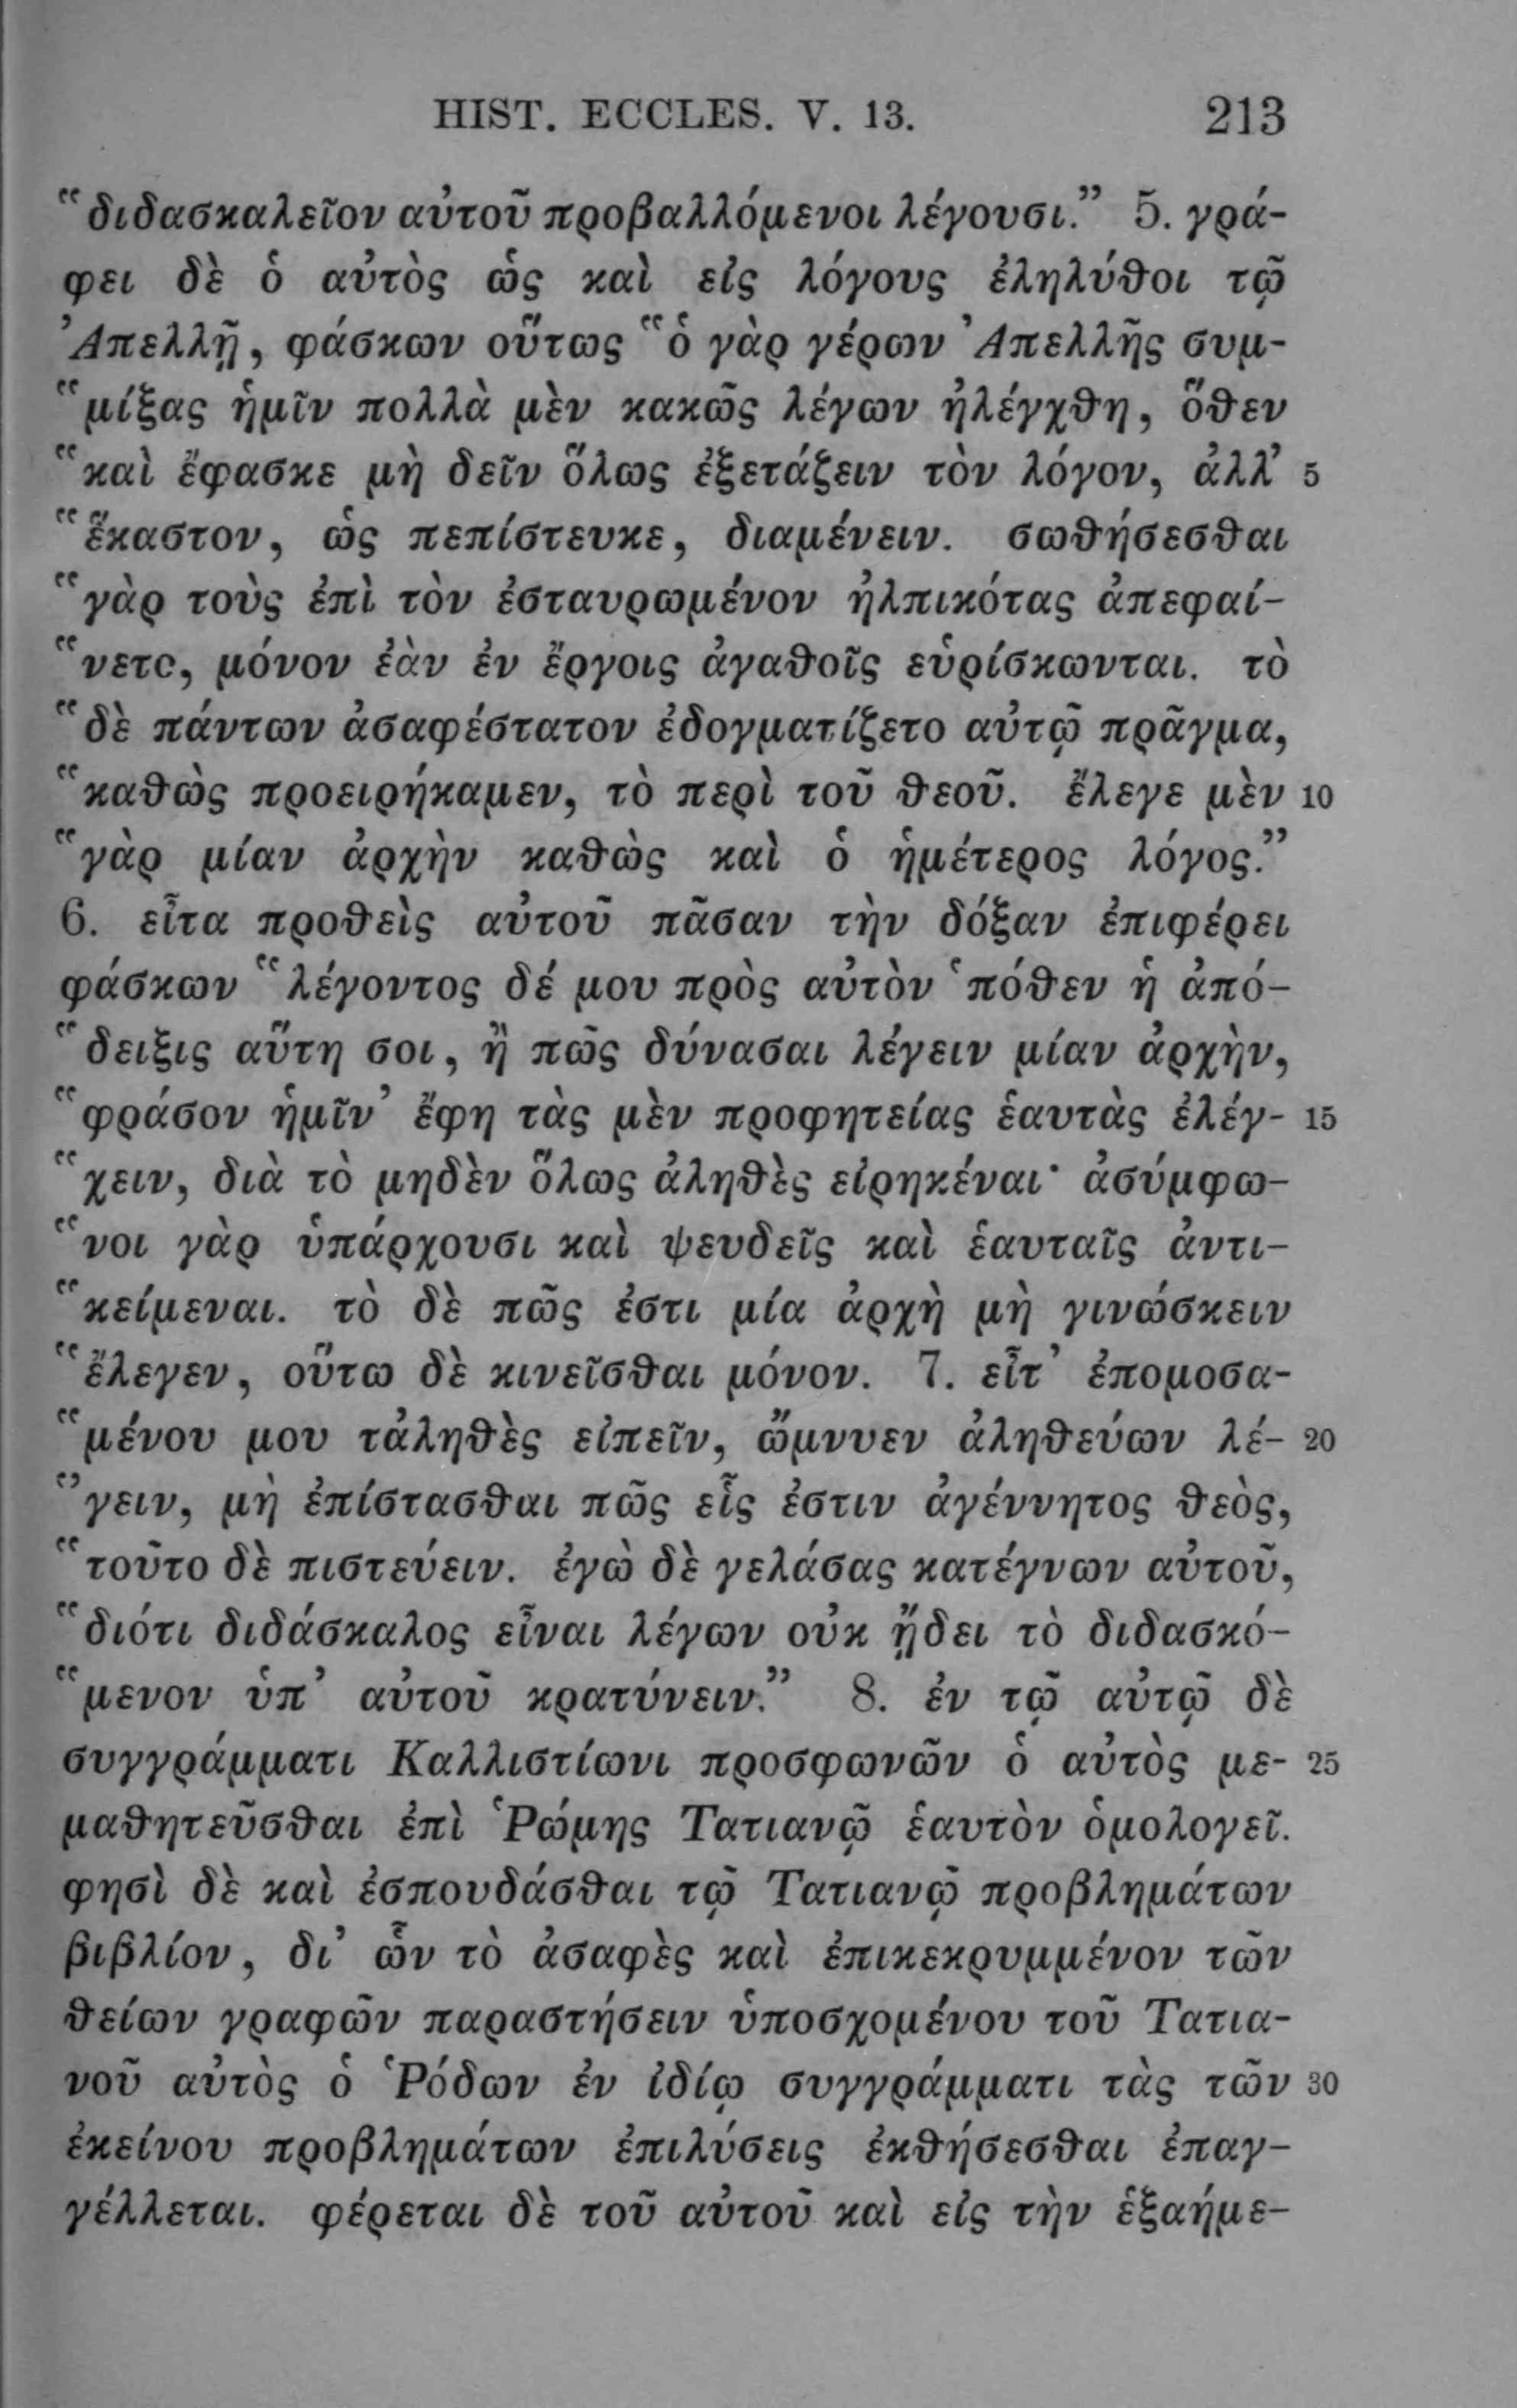 HIST. ECCLES. V. 13. 213
“διδασκαλεῖον αὐτοῦ προβαλλόμενοι λέγουσι.” 5. γρά-
φει δὲ ὁ αὐτὸς ὡς καὶ εἰς λόγους ἐληλύθοι τῷ
Ἀπελλῇ, φάσκων οὕτως “ὁ γὰρ γέρων Ἀπελλῆς συμ-
“μίξας ἡμῖν πολλὰ μὲν κακῶς λέγων ἠλέγχθη, ὅθεν
“καὶ ἔφασκε μὴ δεῖν ὅλως ἐξετάζειν τὸν λόγον, ἀλλ’ 5
“ἕκαστον, ὡς πεπίστευκε, διαμένειν. σωθήσεσθαι
“γὰρ τοὺς ἐπὶ τὸν ἐσταυρωμένον ἠλπικότας ἀπεφαί-
“νετο, μόνον ἐὰν ἐν ἔργοις ἀγαθοῖς εὑρίσκωνται. τὸ
“δὲ πάντων ἀσαφέστατον ἐδογματίζετο αὐτῷ πρᾶγμα,
“καθὼς προειρήκαμεν, τὸ περὶ τοῦ θεοῦ. ἔλεγε μὲν 10
“γὰρ μίαν ἀρχὴν καθὼς καὶ ὁ ἡμέτερος λόγος.”
6. εἶτα προθεὶς αὐτοῦ πᾶσαν τὴν δόξαν ἐπιφέρει
φάσκων “λέγοντος δέ μου πρὸς αὐτὸν ‘πόθεν ἡ ἀπό-
“δειξις αὕτη σοι, ἢ πῶς δύνασαι λέγειν μίαν ἀρχὴν,
“φράσον ἡμῖν’ ἔφη τὰς μὲν προφητείας ἑαυτὰς ἐλέγ- 15
“χειν, διὰ τὸ μηδὲν ὅλως ἀληθὲς εἰρηκέναι· ἀσύμφω-
“νοι γὰρ ὑπάρχουσι καὶ ψευδεῖς καὶ ἑαυταῖς ἀντι-
“κείμεναι. τὸ δὲ πῶς ἐστι μία ἀρχὴ μὴ γινώσκειν
“ἔλεγεν, οὕτω δὲ κινεῖσθαι μόνον. 7. εἶτ’ ἐπομοσα-
“μένου μου τἀληθὲς εἰπεῖν, ὤμνυεν ἀληθεύων λέ- 20
“γειν, μὴ ἐπίστασθαι πῶς εἷς ἐστιν ἀγέννητος θεὸς,
“τοῦτο δὲ πιστεύειν. ἐγὼ δὲ γελάσας κατέγνων αὐτοῦ,
“διότι διδάσκαλος εἶναι λέγων οὐκ ᾔδει τὸ διδασκό-
“μενον ὑπ’ αὐτοῦ κρατύνειν.” 8. ἐν τῷ αὐτῷ δὲ
συγγράμματι Καλλιστίωνι προσφωνῶν ὁ αὐτὸς με- 25
μαθητεῦσθαι ἐπὶ Ῥώμης Τατιανῷ ἑαυτὸν ὁμολογεῖ.
φησὶ δὲ καὶ ἐσπουδάσθαι τῷ Τατιανῷ προβλημάτων
βιβλίον, δι’ ὧν τὸ ἀσαφὲς καὶ ἐπικεκρυμμένον τῶν
θείων γραφῶν παραστήσειν ὑποσχομένου τοῦ Τατια-
νοῦ αὐτὸς ὁ Ῥόδων ἐν ἰδίῳ συγγράμματι τὰς τῶν 30
ἐκείνου προβλημάτων ἐπιλύσεις ἐκθήσεσθαι ἐπαγ-
γέλλεται. φέρεται δὲ τοῦ αὐτοῦ καὶ εἰς τὴν ἑξαήμε-